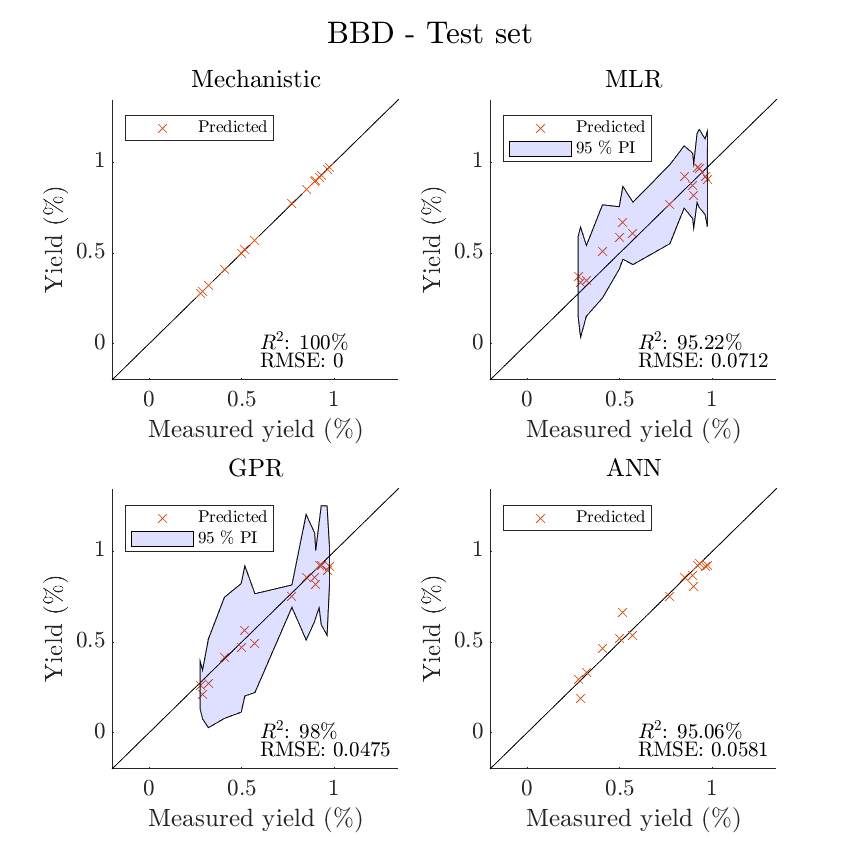 BBD - Test set
Mechanistic
Predicted
1
0.5
0
Yield (%)
R²: 100%
RMSE: 0
0 0.5 1
Measured yield (%)
MLR
Predicted
95 % PI
1
0.5
0
Yield (%)
R²: 95.22%
RMSE: 0.0712
0 0.5 1
Measured yield (%)
GPR
Predicted
95 % PI
1
0.5
0
Yield (%)
R²: 98%
RMSE: 0.0475
0 0.5 1
Measured yield (%)
ANN
Predicted
1
0.5
0
Yield (%)
R²: 95.06%
RMSE: 0.0581
0 0.5 1
Measured yield (%)